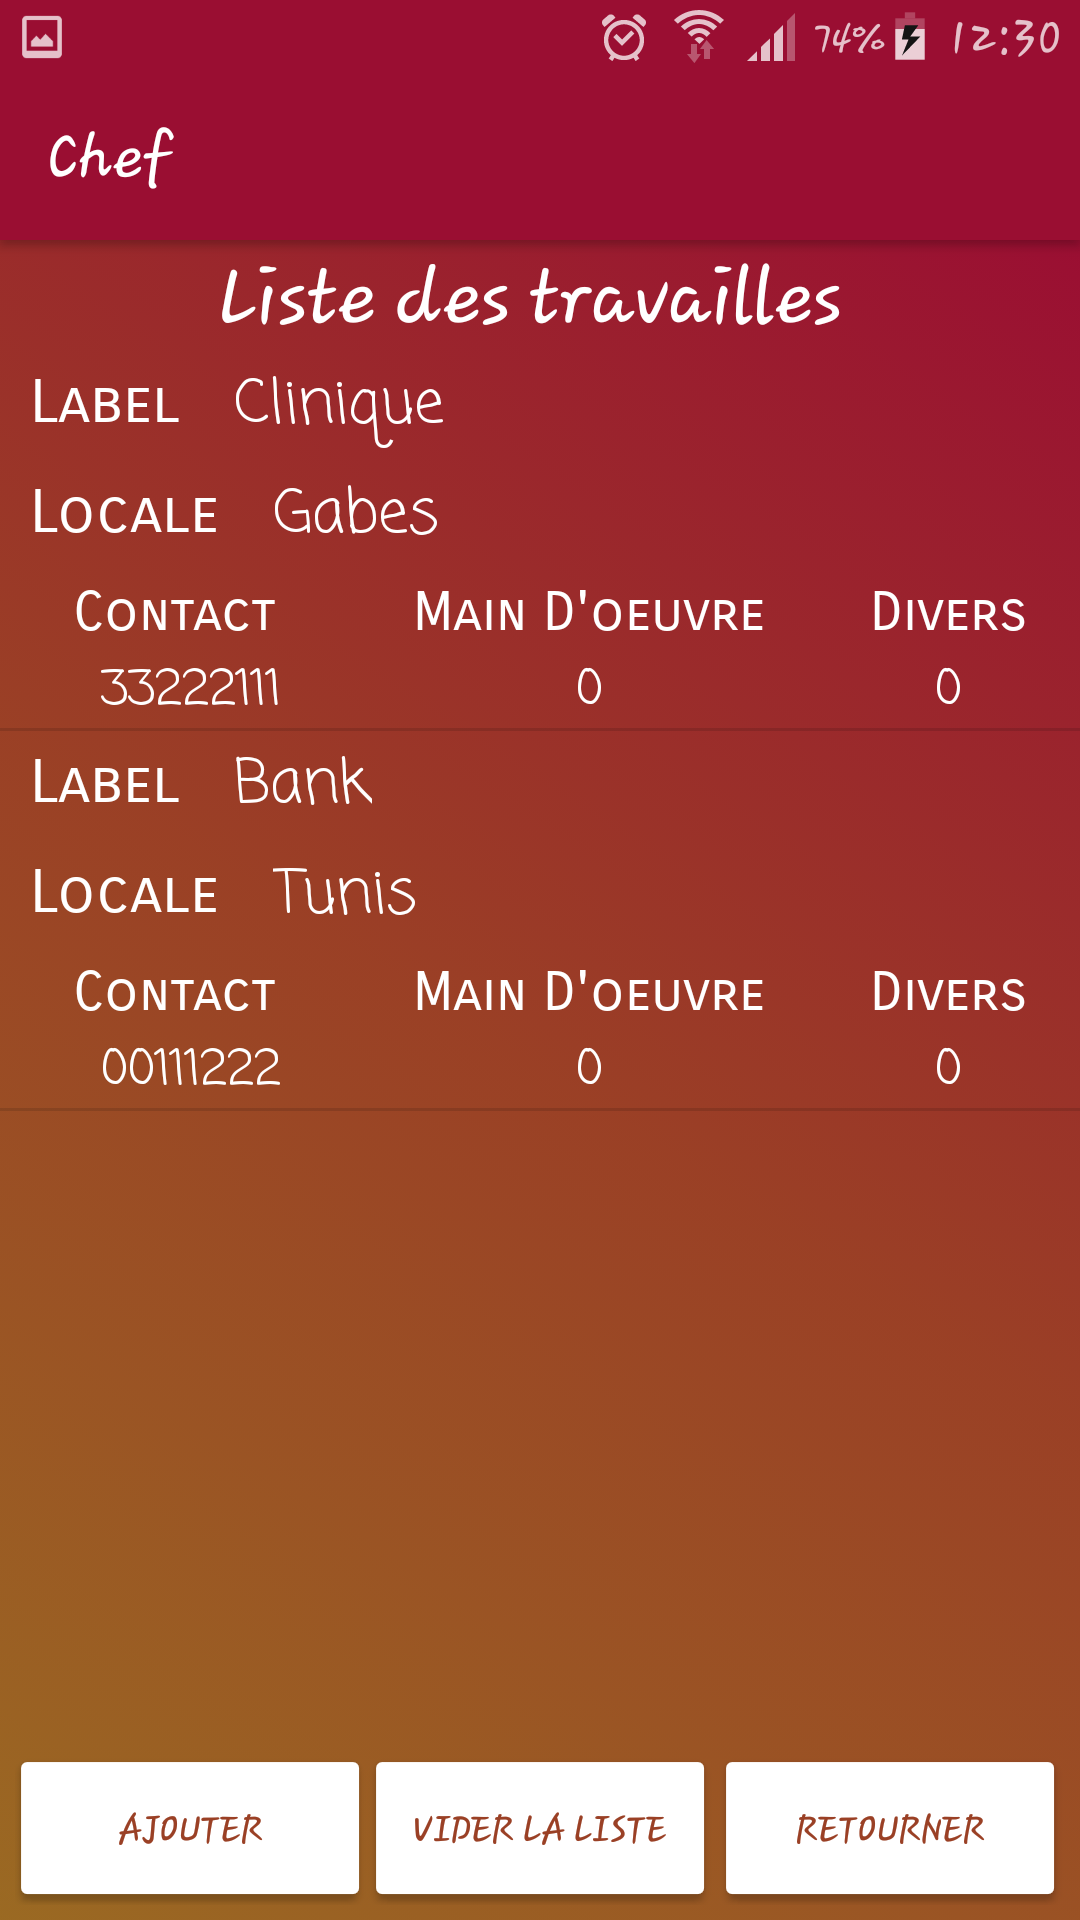 74% 12:30
Chef
Liste des travailles
Label Clinique
Locale Gabes
Contact Main D'oeuvre Divers
33222111 0 0
Label Bank
Locale Tunis
Contact Main D'oeuvre Divers
00111222 0 0
AJOUTER VIDER LA LISTE RETOURNER